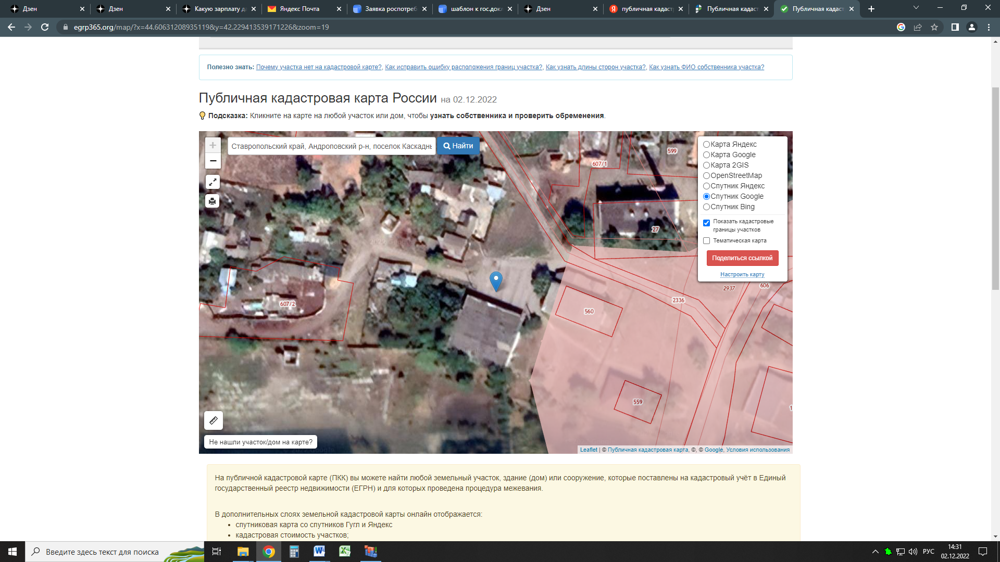 Дзен
Дзен
Какую зарплату д
Яндекс Почта
Заявка роспотреб
шаблон к гос.докл
Дзен
публичная кадаст
Публичная кадаст
Публичная кадаст
egrp365.org/map/?x=44.60631208935119&y=42.229413539171226&zoom=19
Полезно знать: Почему участка нет на кадастровой карте?, Как исправить ошибку расположения границ участка?, Как узнать длины сторон участка?, Как узнать ФИО собственника участка?
Публичная кадастровая карта России на 02.12.2022
Подсказка: Кликните на карте на любой участок или дом, чтобы узнать собственника и проверить обременения.
+
−
Ставропольский край, Андроповский р-н, поселок Каскаднь
Найти
Карта Яндекс
Карта Google
Карта 2GIS
OpenStreetMap
Спутник Яндекс
Спутник Google
Спутник Bing
Показать кадастровые
границы участков
Тематическая карта
Поделиться ссылкой
Настроить карту
599
607/1
27
2937
606
2336
607/2
560
559
1
Не нашли участок/дом на карте?
Leaflet | © Публичная кадастровая карта, ©, © Google, Условия использования
На публичной кадастровой карте (ПКК) вы можете найти любой земельный участок, здание (дом) или сооружение, которые поставлены на кадастровый учёт в Единый
государственный реестр недвижимости (ЕГРН) и для которых проведена процедура межевания.
В дополнительных слоях земельной кадастровой карты онлайн отображается:
• спутниковая карта со спутников Гугл и Яндекс
• кадастровая стоимость участков;
Введите здесь текст для поиска
РУС
14:31
02.12.2022